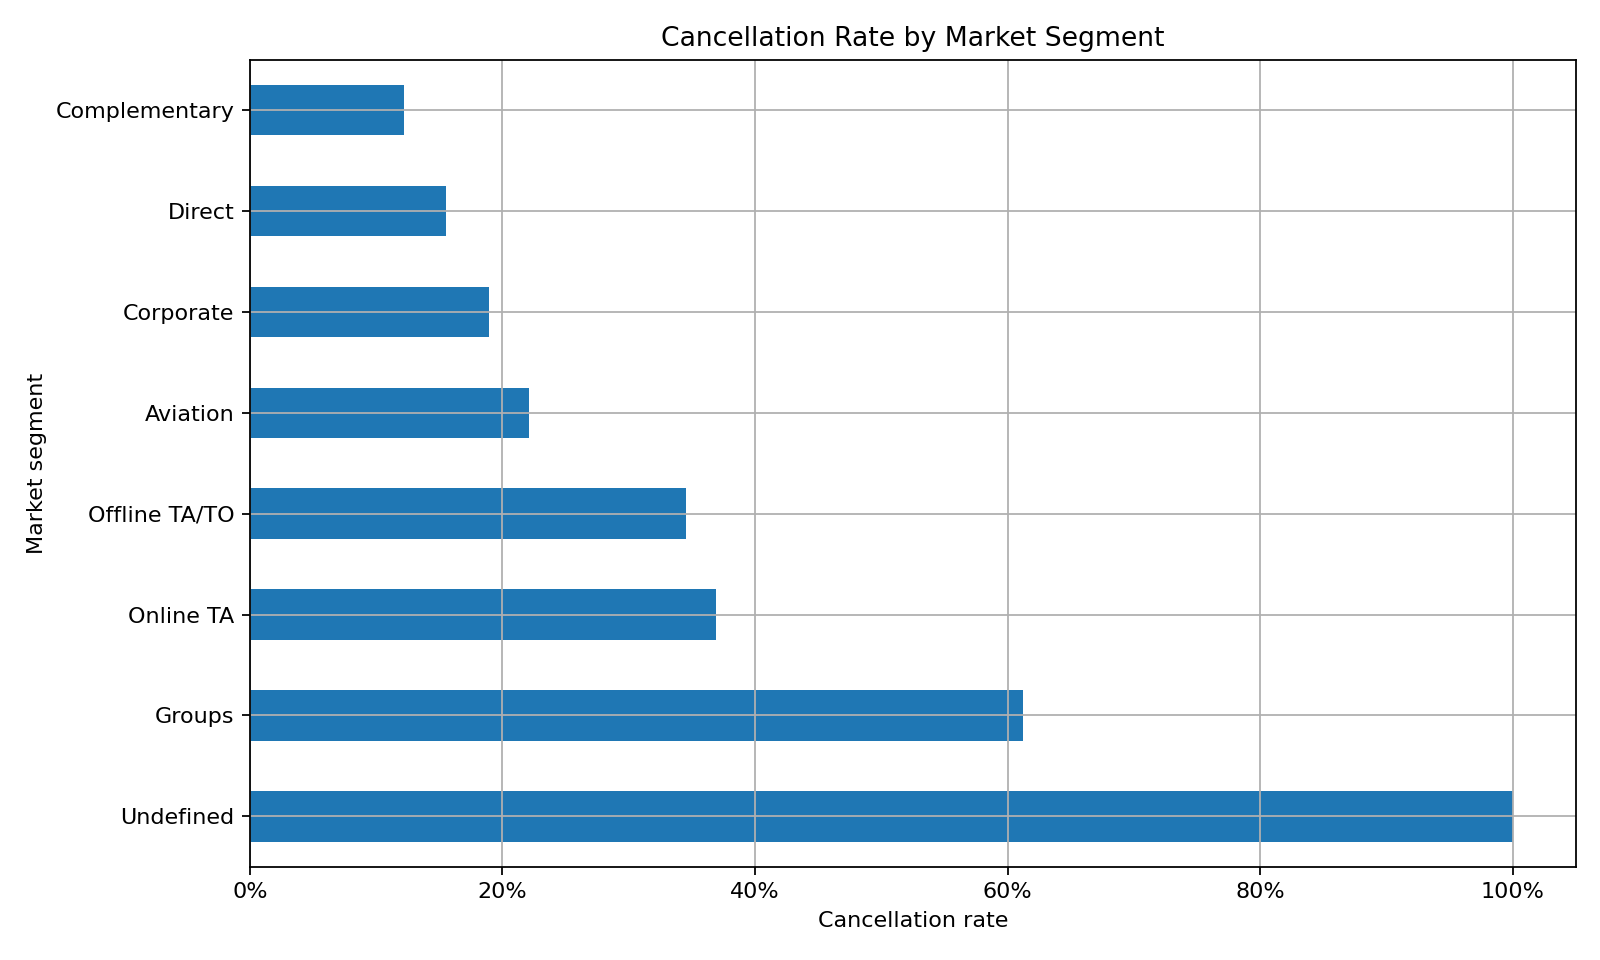 Cancellation Rate by Market Segment
Market segment
Complementary
Direct
Corporate
Aviation
Offline TA/TO
Online TA
Groups
Undefined
0% 20% 40% 60% 80% 100%
Cancellation rate